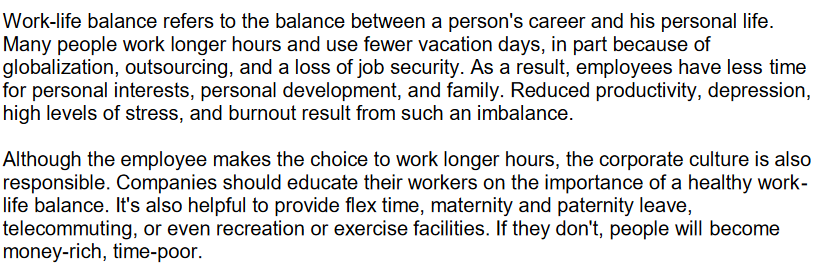 Work-life balance refers to the balance between a person's career and his personal life.
Many people work longer hours and use fewer vacation days, in part because of
globalization, outsourcing, and a loss of job security. As a result, employees have less time
for personal interests, personal development, and family. Reduced productivity, depression,
high levels of stress, and burnout result from such an imbalance.

Although the employee makes the choice to work longer hours, the corporate culture is also
responsible. Companies should educate their workers on the importance of a healthy work-
life balance. It's also helpful to provide flex time, maternity and paternity leave,
telecommuting, or even recreation or exercise facilities. If they don't, people will become
money-rich, time-poor.